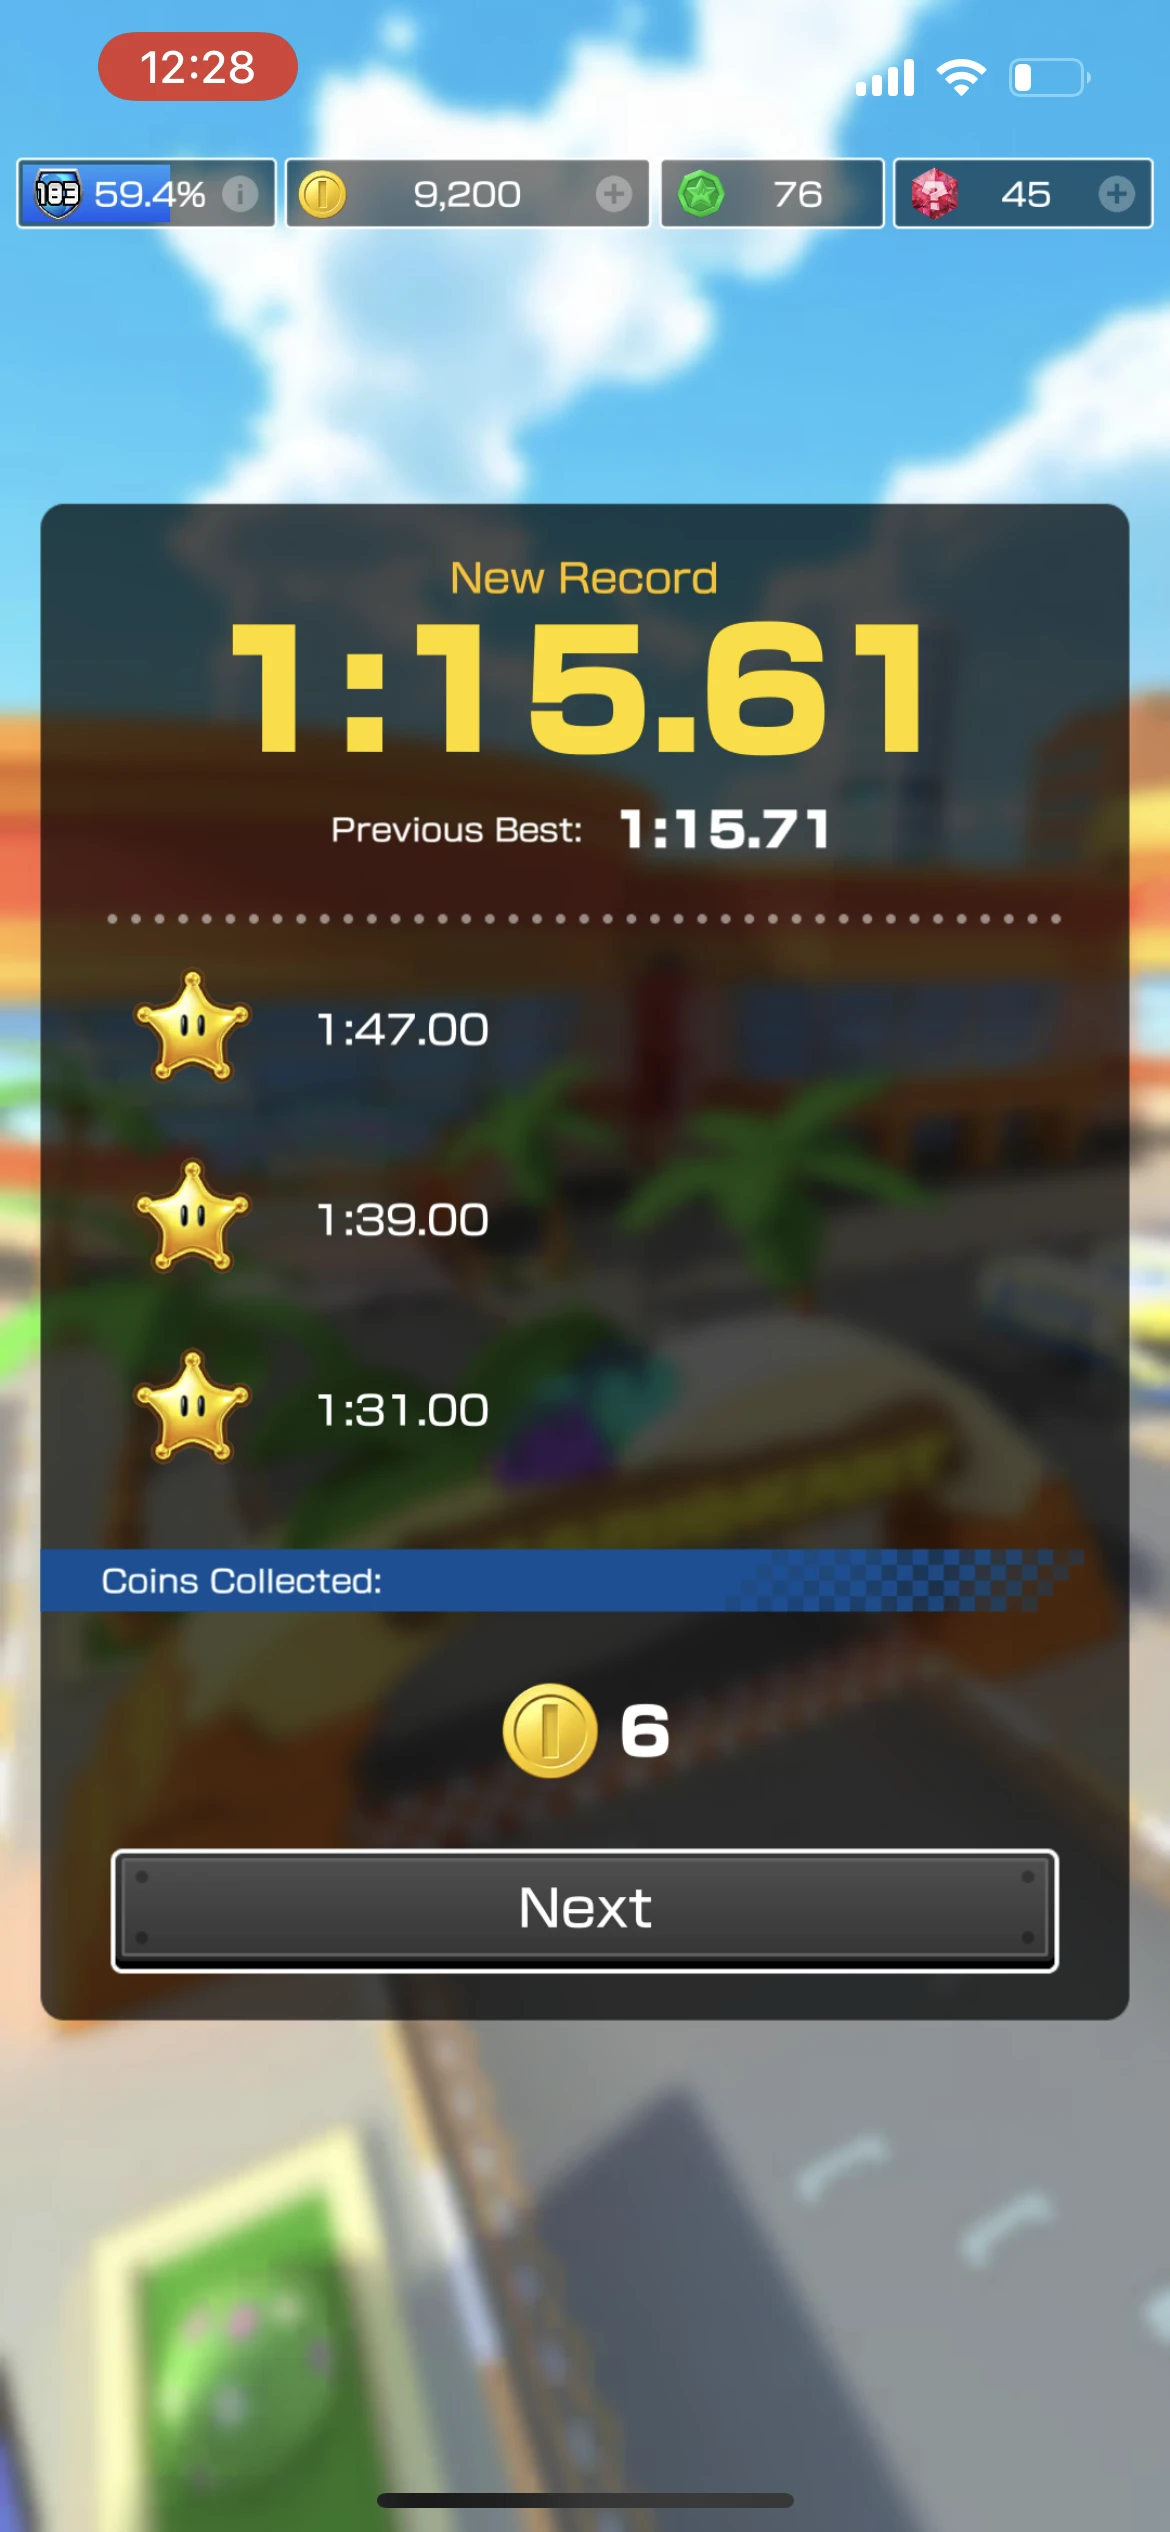 12:28
183 59.4% i 9,200 + 76 45 +
New Record
1:15.61
Previous Best: 1:15.71
1:47.00
1:39.00
1:31.00
Coins Collected:
6
Next